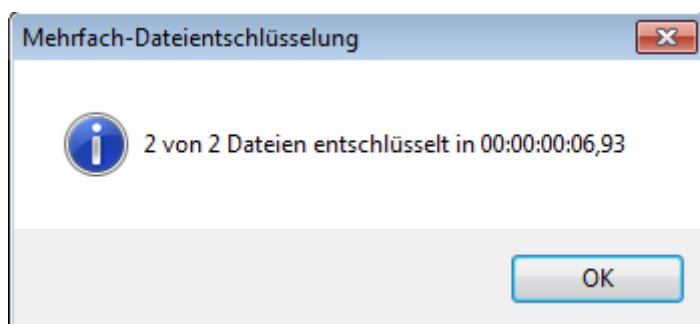 Mehrfach-Dateientschlüsselung
2 von 2 Dateien entschlüsselt in 00:00:00:06,93
OK